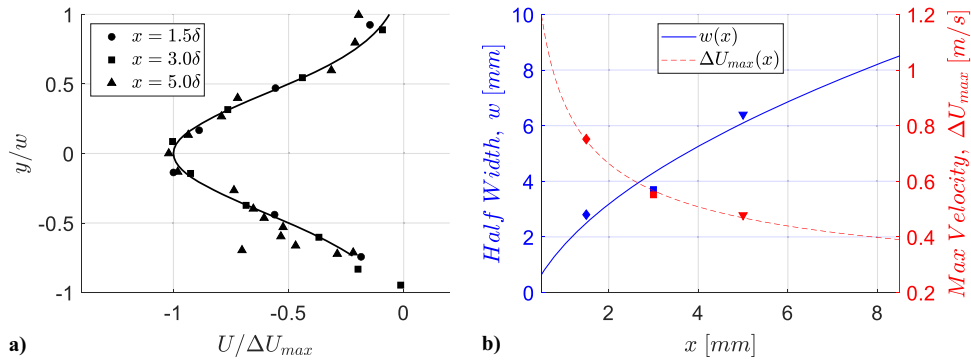 1
0.5
0
-0.5
-1
y/w
x = 1.5δ
x = 3.0δ
x = 5.0δ
-1
-0.5
0
U/ΔU_max
a)
10
8
6
4
2
0
Half Width, w [mm]
w(x)
ΔU_max(x)
2
4
6
8
x [mm]
1.2
1
0.8
0.6
0.4
0.2
Max Velocity, ΔU_max [m/s]
b)